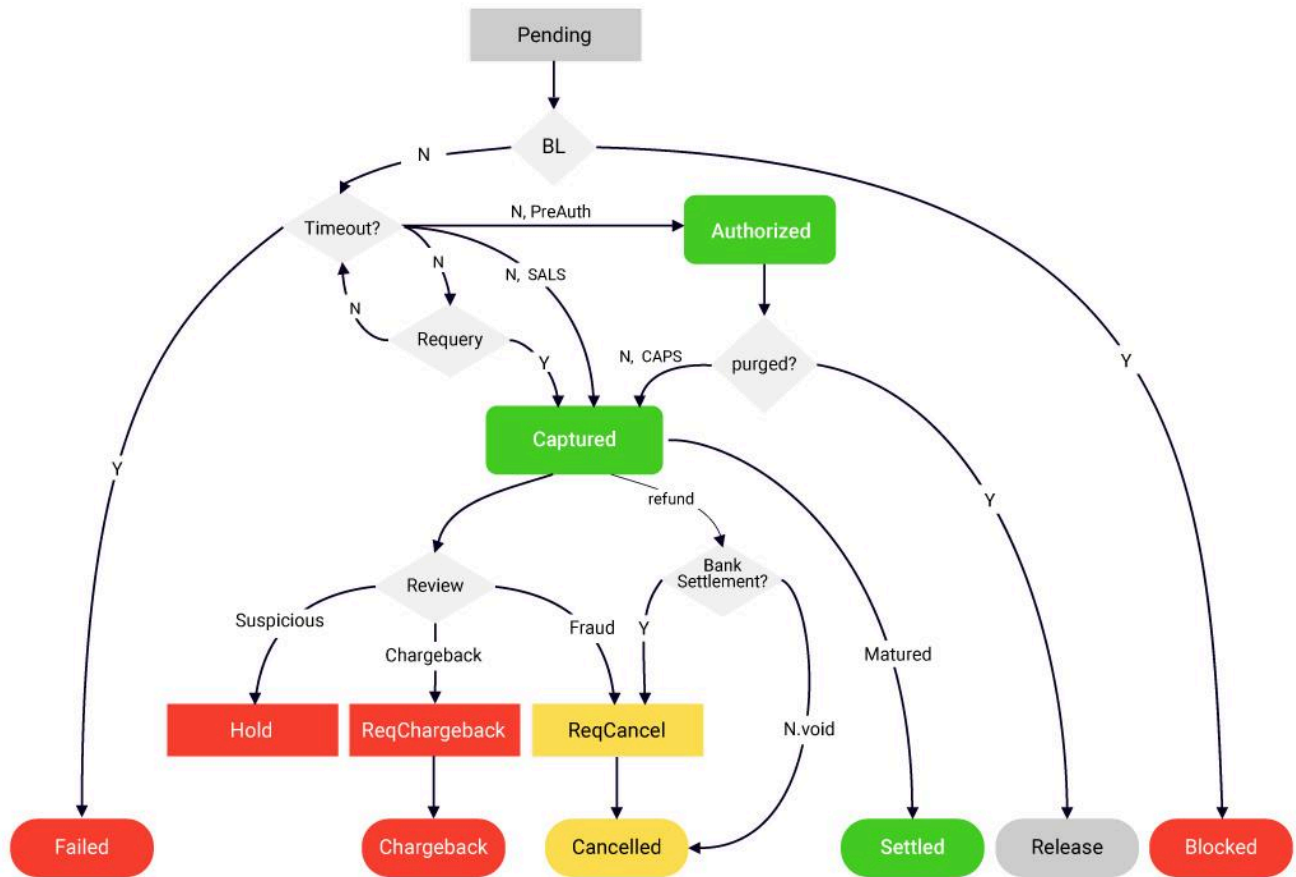 Pending
BL
N
Timeout?
N, PreAuth
Authorized
N
N, SALS
N
Requery
Y
N, CAPS
purged?
Y
Captured
Y
refund
Y
Bank
Settlement?
Review
Suspicious
Fraud
Y
Chargeback
Matured
Hold
ReqChargeback
ReqCancel
N.void
Failed
Chargeback
Cancelled
Settled
Release
Blocked